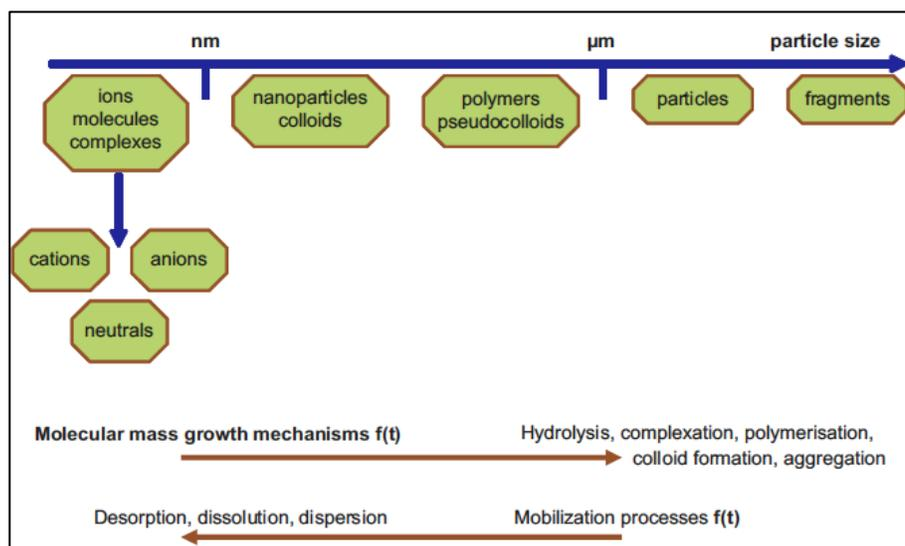 nm
µm
particle size
ions
molecules
complexes
nanoparticles
colloids
polymers
pseudocolloids
particles
fragments
cations
anions
neutrals
Molecular mass growth mechanisms f(t)
Hydrolysis, complexation, polymerisation,
colloid formation, aggregation
Desorption, dissolution, dispersion
Mobilization processes f(t)